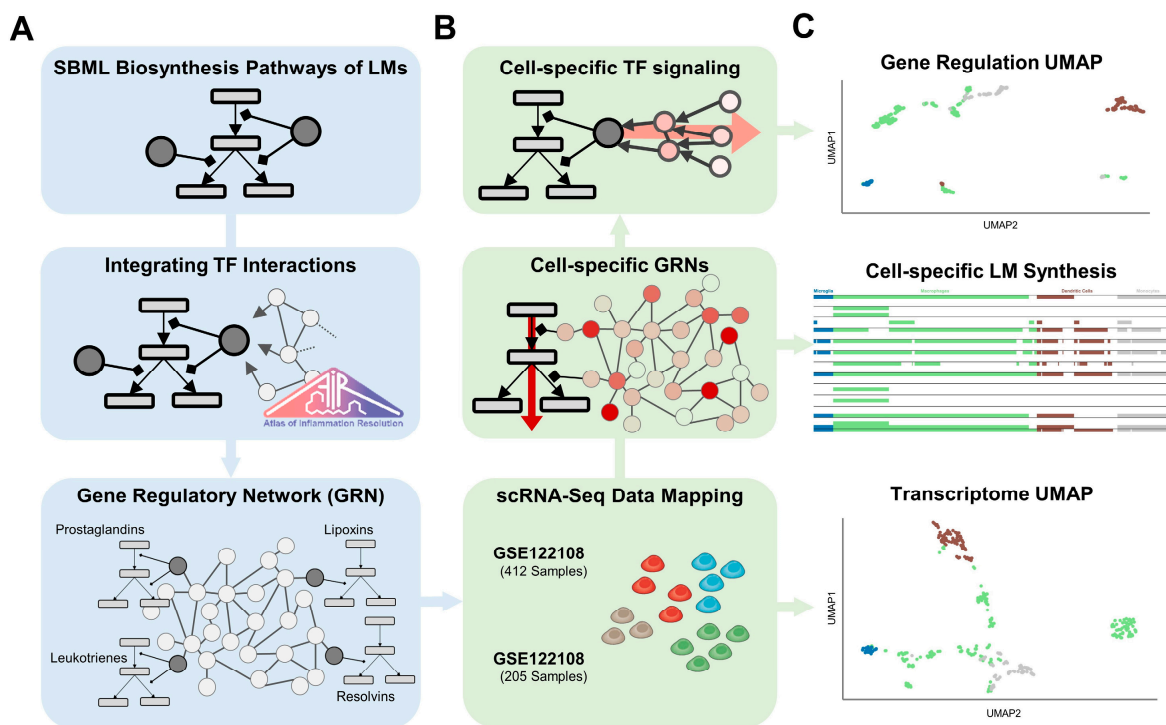 A
SBML Biosynthesis Pathways of LMs
Integrating TF Interactions
AiR
Atlas of Inflammation Resolution
Gene Regulatory Network (GRN)
Prostaglandins
Lipoxins
Leukotrienes
Resolvins
B
Cell-specific TF signaling
Cell-specific GRNs
scRNA-Seq Data Mapping
GSE122108
(412 Samples)
GSE122108
(205 Samples)
C
Gene Regulation UMAP
UMAP1
UMAP2
Cell-specific LM Synthesis
Microglia
Macrophages
Dendritic Cells
Monocytes
Transcriptome UMAP
UMAP1
UMAP2